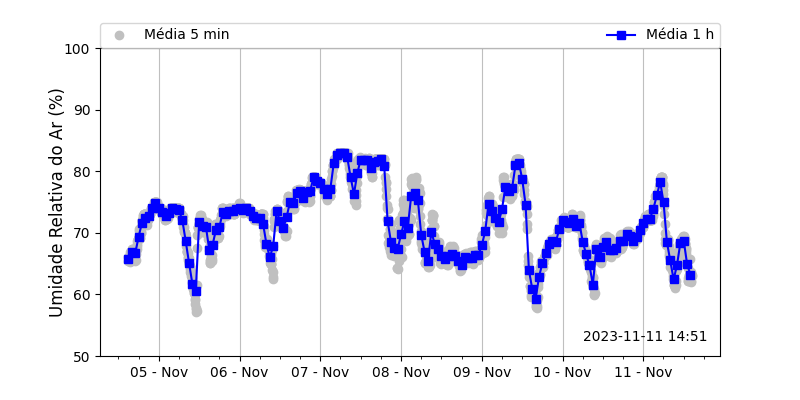 Média 5 min
Média 1 h
100
90
80
70
60
50
Umidade Relativa do Ar (%)
2023-11-11 14:51
05 - Nov
06 - Nov
07 - Nov
08 - Nov
09 - Nov
10 - Nov
11 - Nov